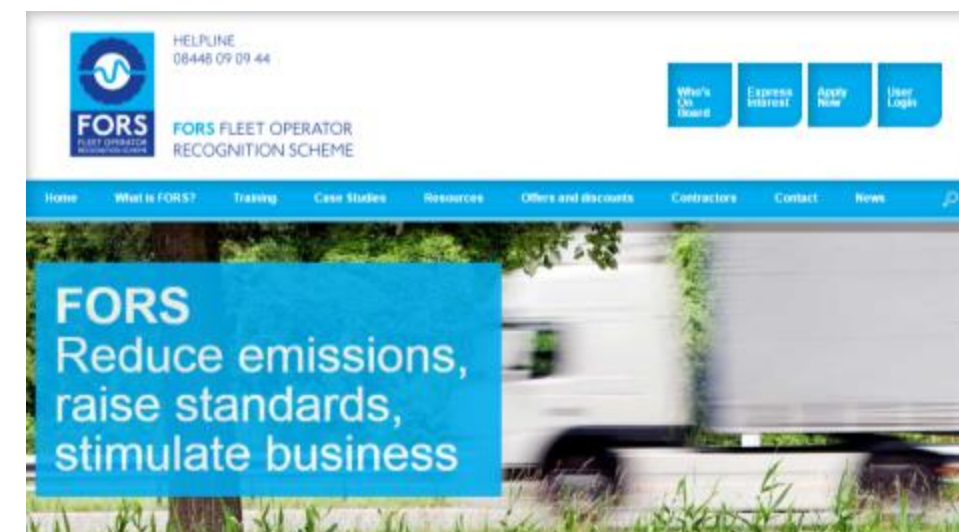 HELPLINE
08448 09 09 44
FORS
FLEET OPERATOR
RECOGNITION SCHEME
FORS FLEET OPERATOR
RECOGNITION SCHEME
Who's
On
Board
Express
Interest
Apply
Now
User
Login
Home What is FORS? Training Case Studies Resources Offers and discounts Contractors Contact News
FORS
Reduce emissions,
raise standards,
stimulate business